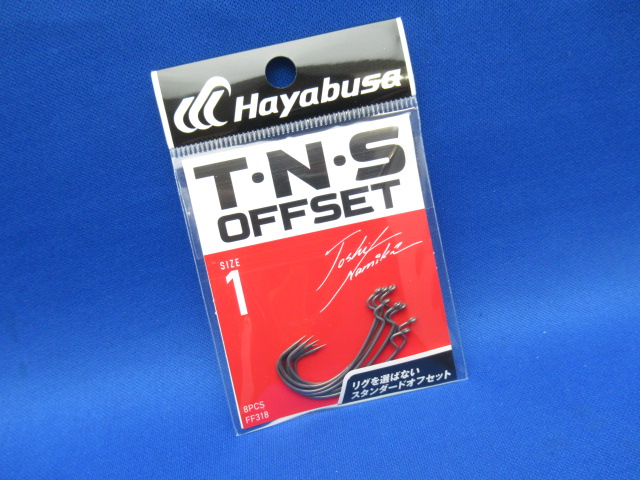 Hayabusa
T・N・S
OFFSET
SIZE
1
Toshi
Namiki
8PCS
FF318
リグを選ばない
スタンダードオフセット